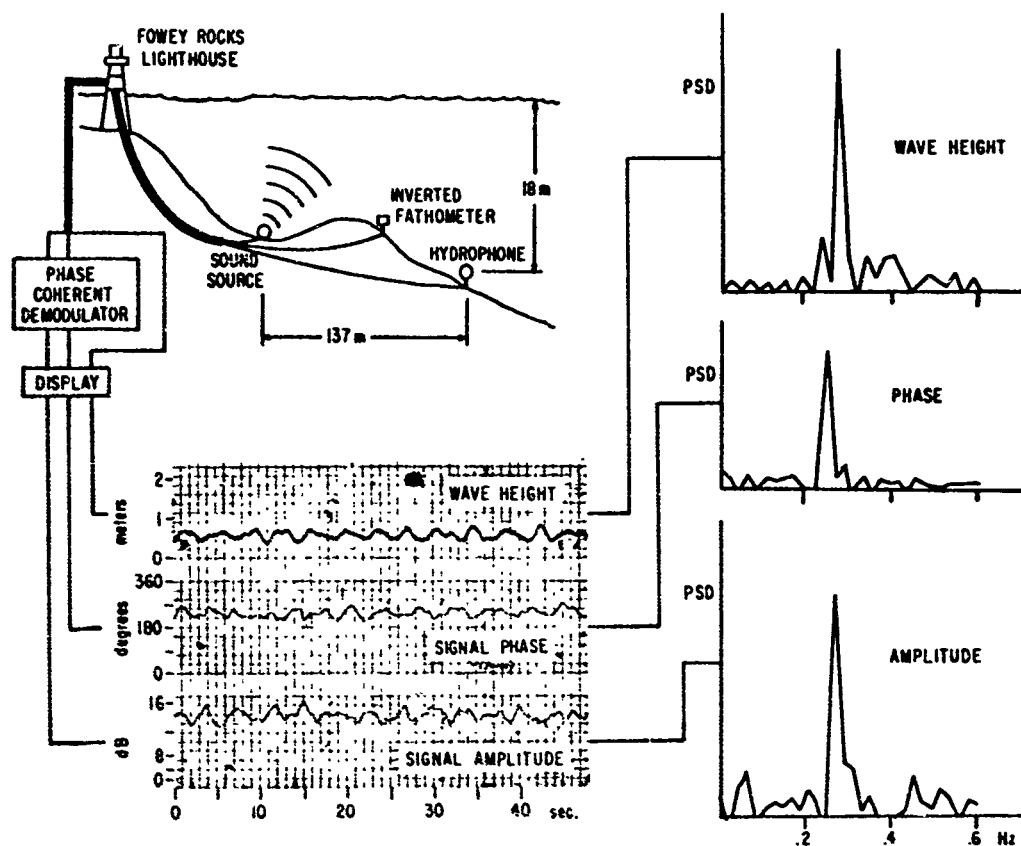 FOWEY ROCKS
LIGHTHOUSE
18 m
INVERTED
FATHOMETER
HYDROPHONE
SOUND
SOURCE
137 m
PHASE
COHERENT
DEMODULATOR
DISPLAY
PSD
WAVE HEIGHT
PSD
PHASE
PSD
AMPLITUDE
.2
.4
.6
Hz
meters
2
1
0
WAVE HEIGHT
degrees
360
180
0
SIGNAL PHASE
dB
16
8
0
SIGNAL AMPLITUDE
0
10
20
30
40
sec.